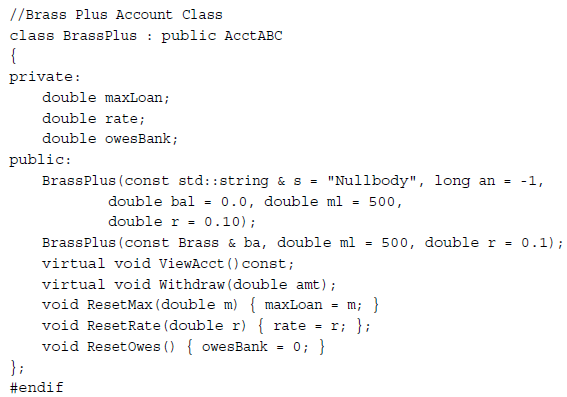 //Brass Plus Account Class
class BrassPlus : public AcctABC
{
private:
    double maxLoan;
    double rate;
    double owesBank;
public:
    BrassPlus(const std::string & s = "Nullbody", long an = -1,
            double bal = 0.0, double ml = 500,
            double r = 0.10);
    BrassPlus(const Brass & ba, double ml = 500, double r = 0.1);
    virtual void ViewAcct()const;
    virtual void Withdraw(double amt);
    void ResetMax(double m) { maxLoan = m; }
    void ResetRate(double r) { rate = r; };
    void ResetOwes() { owesBank = 0; }
};
#endif